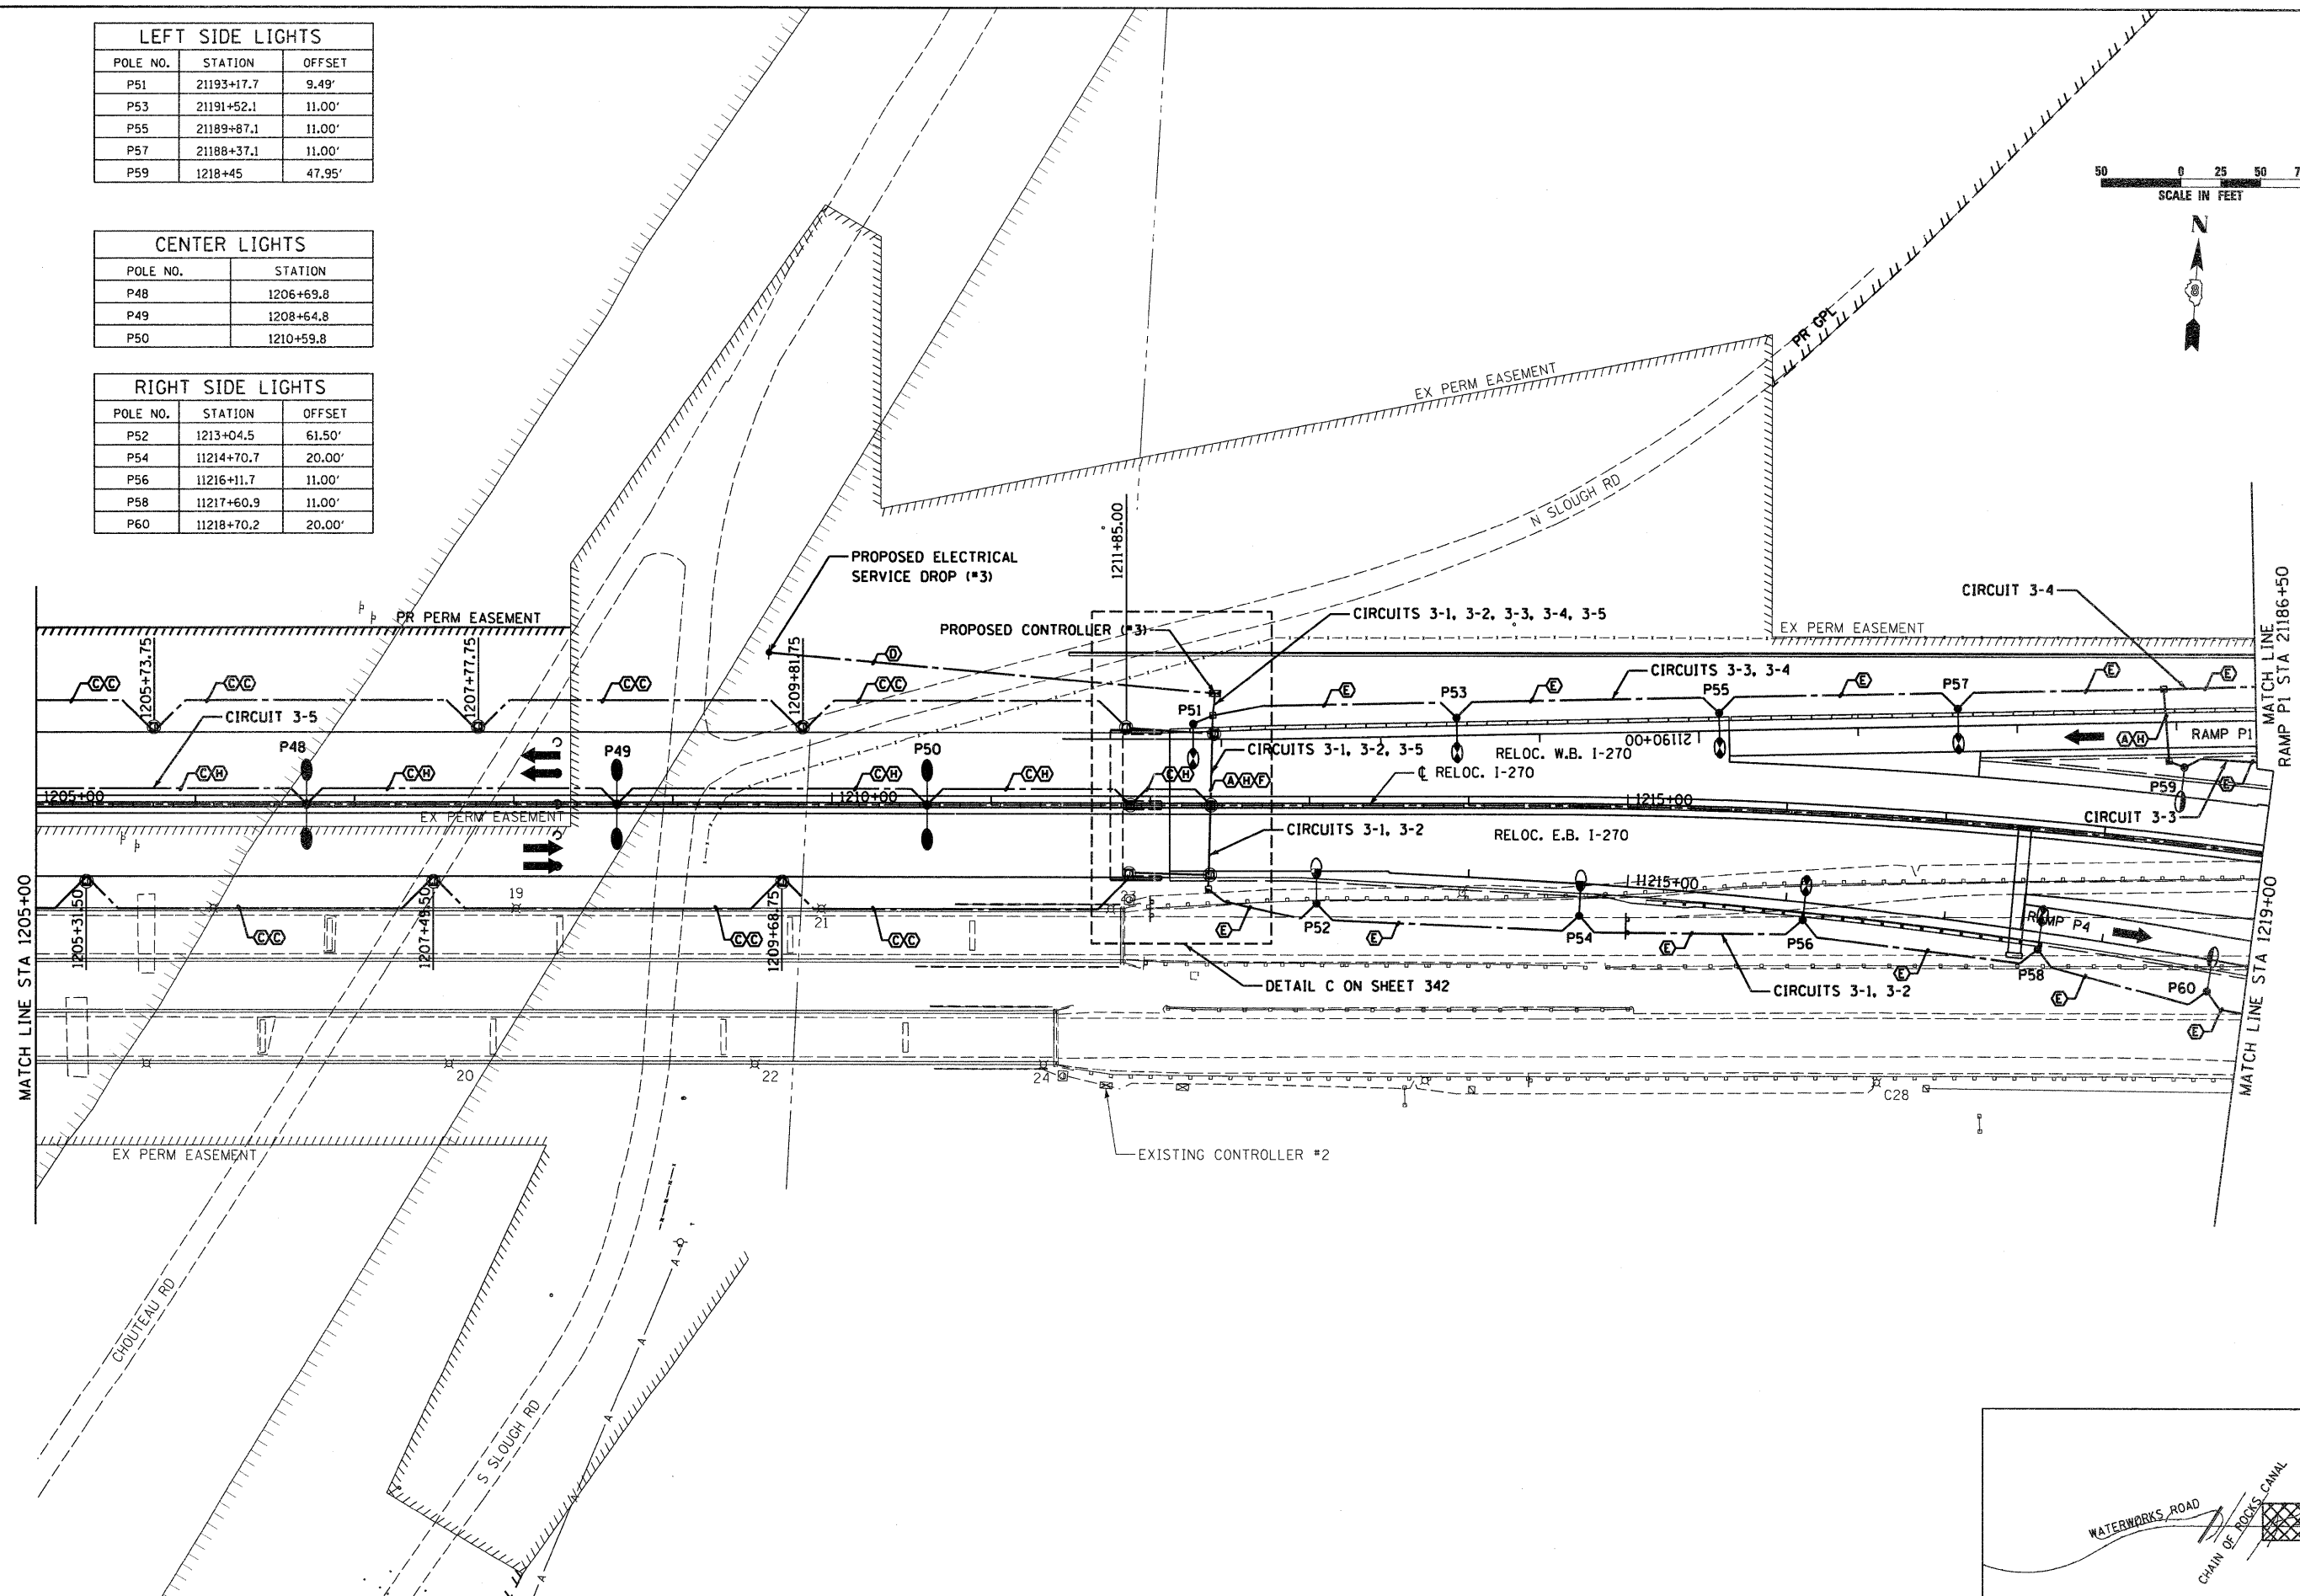 LEFT SIDE LIGHTS
POLE NO. STATION OFFSET
P51 21193+17.7 9.49'
P53 21191+52.1 11.00'
P55 21189+87.1 11.00'
P57 21188+37.1 11.00'
P59 1218+45 47.95'
CENTER LIGHTS
POLE NO. STATION
P48 1206+69.8
P49 1208+64.8
P50 1210+59.8
RIGHT SIDE LIGHTS
POLE NO. STATION OFFSET
P52 1213+04.5 61.50'
P54 11214+70.7 20.00'
P56 11216+11.7 11.00'
P58 11217+60.9 11.00'
P60 11218+70.2 20.00'
50 0 25 50
SCALE IN FEET
N
8
PR GPL
EX PERM EASEMENT
N SLOUGH RD
1211+85.00
PROPOSED ELECTRICAL
SERVICE DROP (#3)
CIRCUIT 3-4
CIRCUITS 3-1, 3-2, 3-3, 3-4, 3-5
PROPOSED CONTROLLER (#3)
PR PERM EASEMENT
EX PERM EASEMENT
MATCH LINE
RAMP P1 STA 21186+50
1205+73.75
1207+77.75
1209+81.75
D
C C
C C
C C
C C
E
E
E
E
E
CIRCUITS 3-3, 3-4
P51
P53
P55
P57
CIRCUIT 3-5
P48
P49
P50
CIRCUITS 3-1, 3-2, 3-5
RELOC. W.B. I-270
21190+00
A H
RAMP P1
C H
C H
C H
C H
C H
A H F
℄ RELOC. I-270
P59
E
1205+00
1210+00
1215+00
EX PERM EASEMENT
CIRCUITS 3-1, 3-2
RELOC. E.B. I-270
CIRCUIT 3-3
11215+00
19
21
23
1205+31.50
1207+49.50
1209+68.75
C C
C C
C C
E
P52
E
P54
E
P56
E
P58
RAMP P4
E
P60
E
DETAIL C ON SHEET 342
CIRCUITS 3-1, 3-2
MATCH LINE STA 1205+00
MATCH LINE STA 1219+00
20
22
24
C28
EX PERM EASEMENT
EXISTING CONTROLLER #2
CHOUTEAU RD
S SLOUGH RD
A
A
A
A
A
A
WATERWORKS ROAD
CHAIN OF ROCKS CANAL